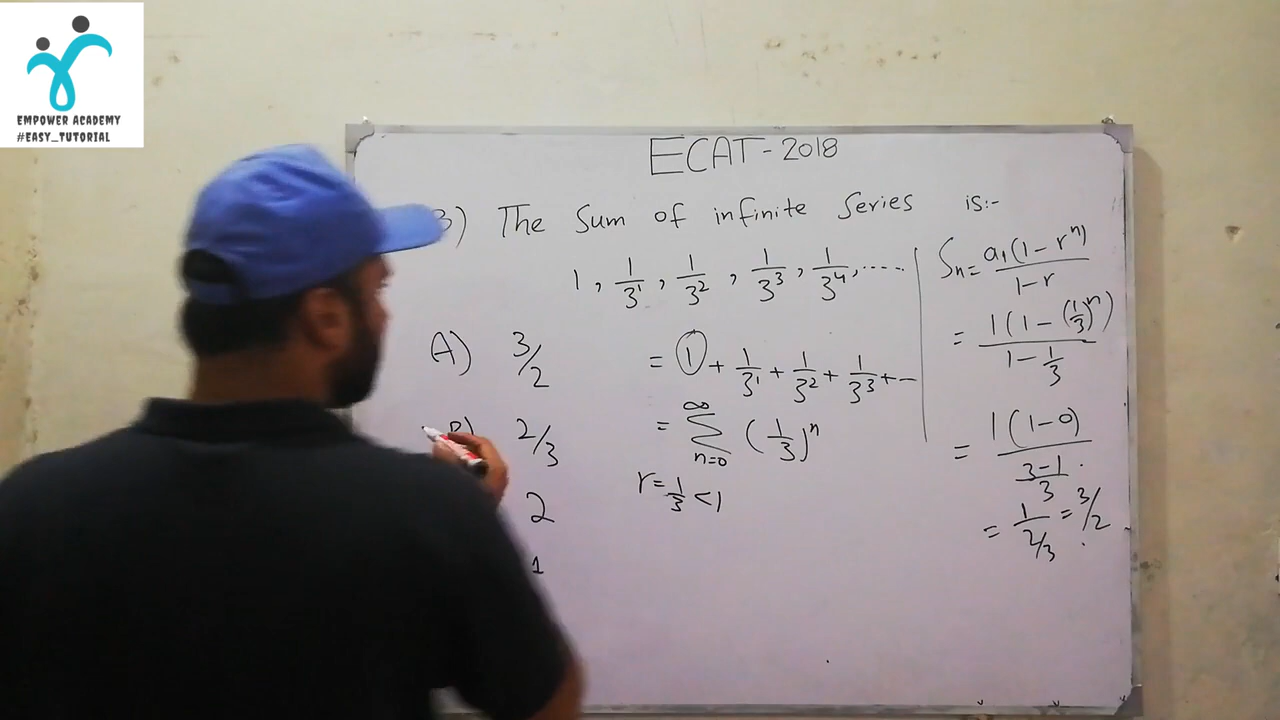 EMPOWER ACADEMY
#EASY_TUTORIAL
ECAT-2018
3) The Sum of infinite Series is:-
1, 1/3¹, 1/3², 1/3³, 1/3⁴, .....
A) 3/2
B) 2/3
2
1
= 1 + 1/3¹ + 1/3² + 1/3³ + --
= ∞ Σ n=0 (1/3)ⁿ
r = 1/3 < 1
Sn = a₁(1 - rⁿ) / 1 - r
= 1(1 - (1/3)ⁿ) / 1 - 1/3
= 1(1-0) / 3-1/3
= 1 / 2/3 = 3/2